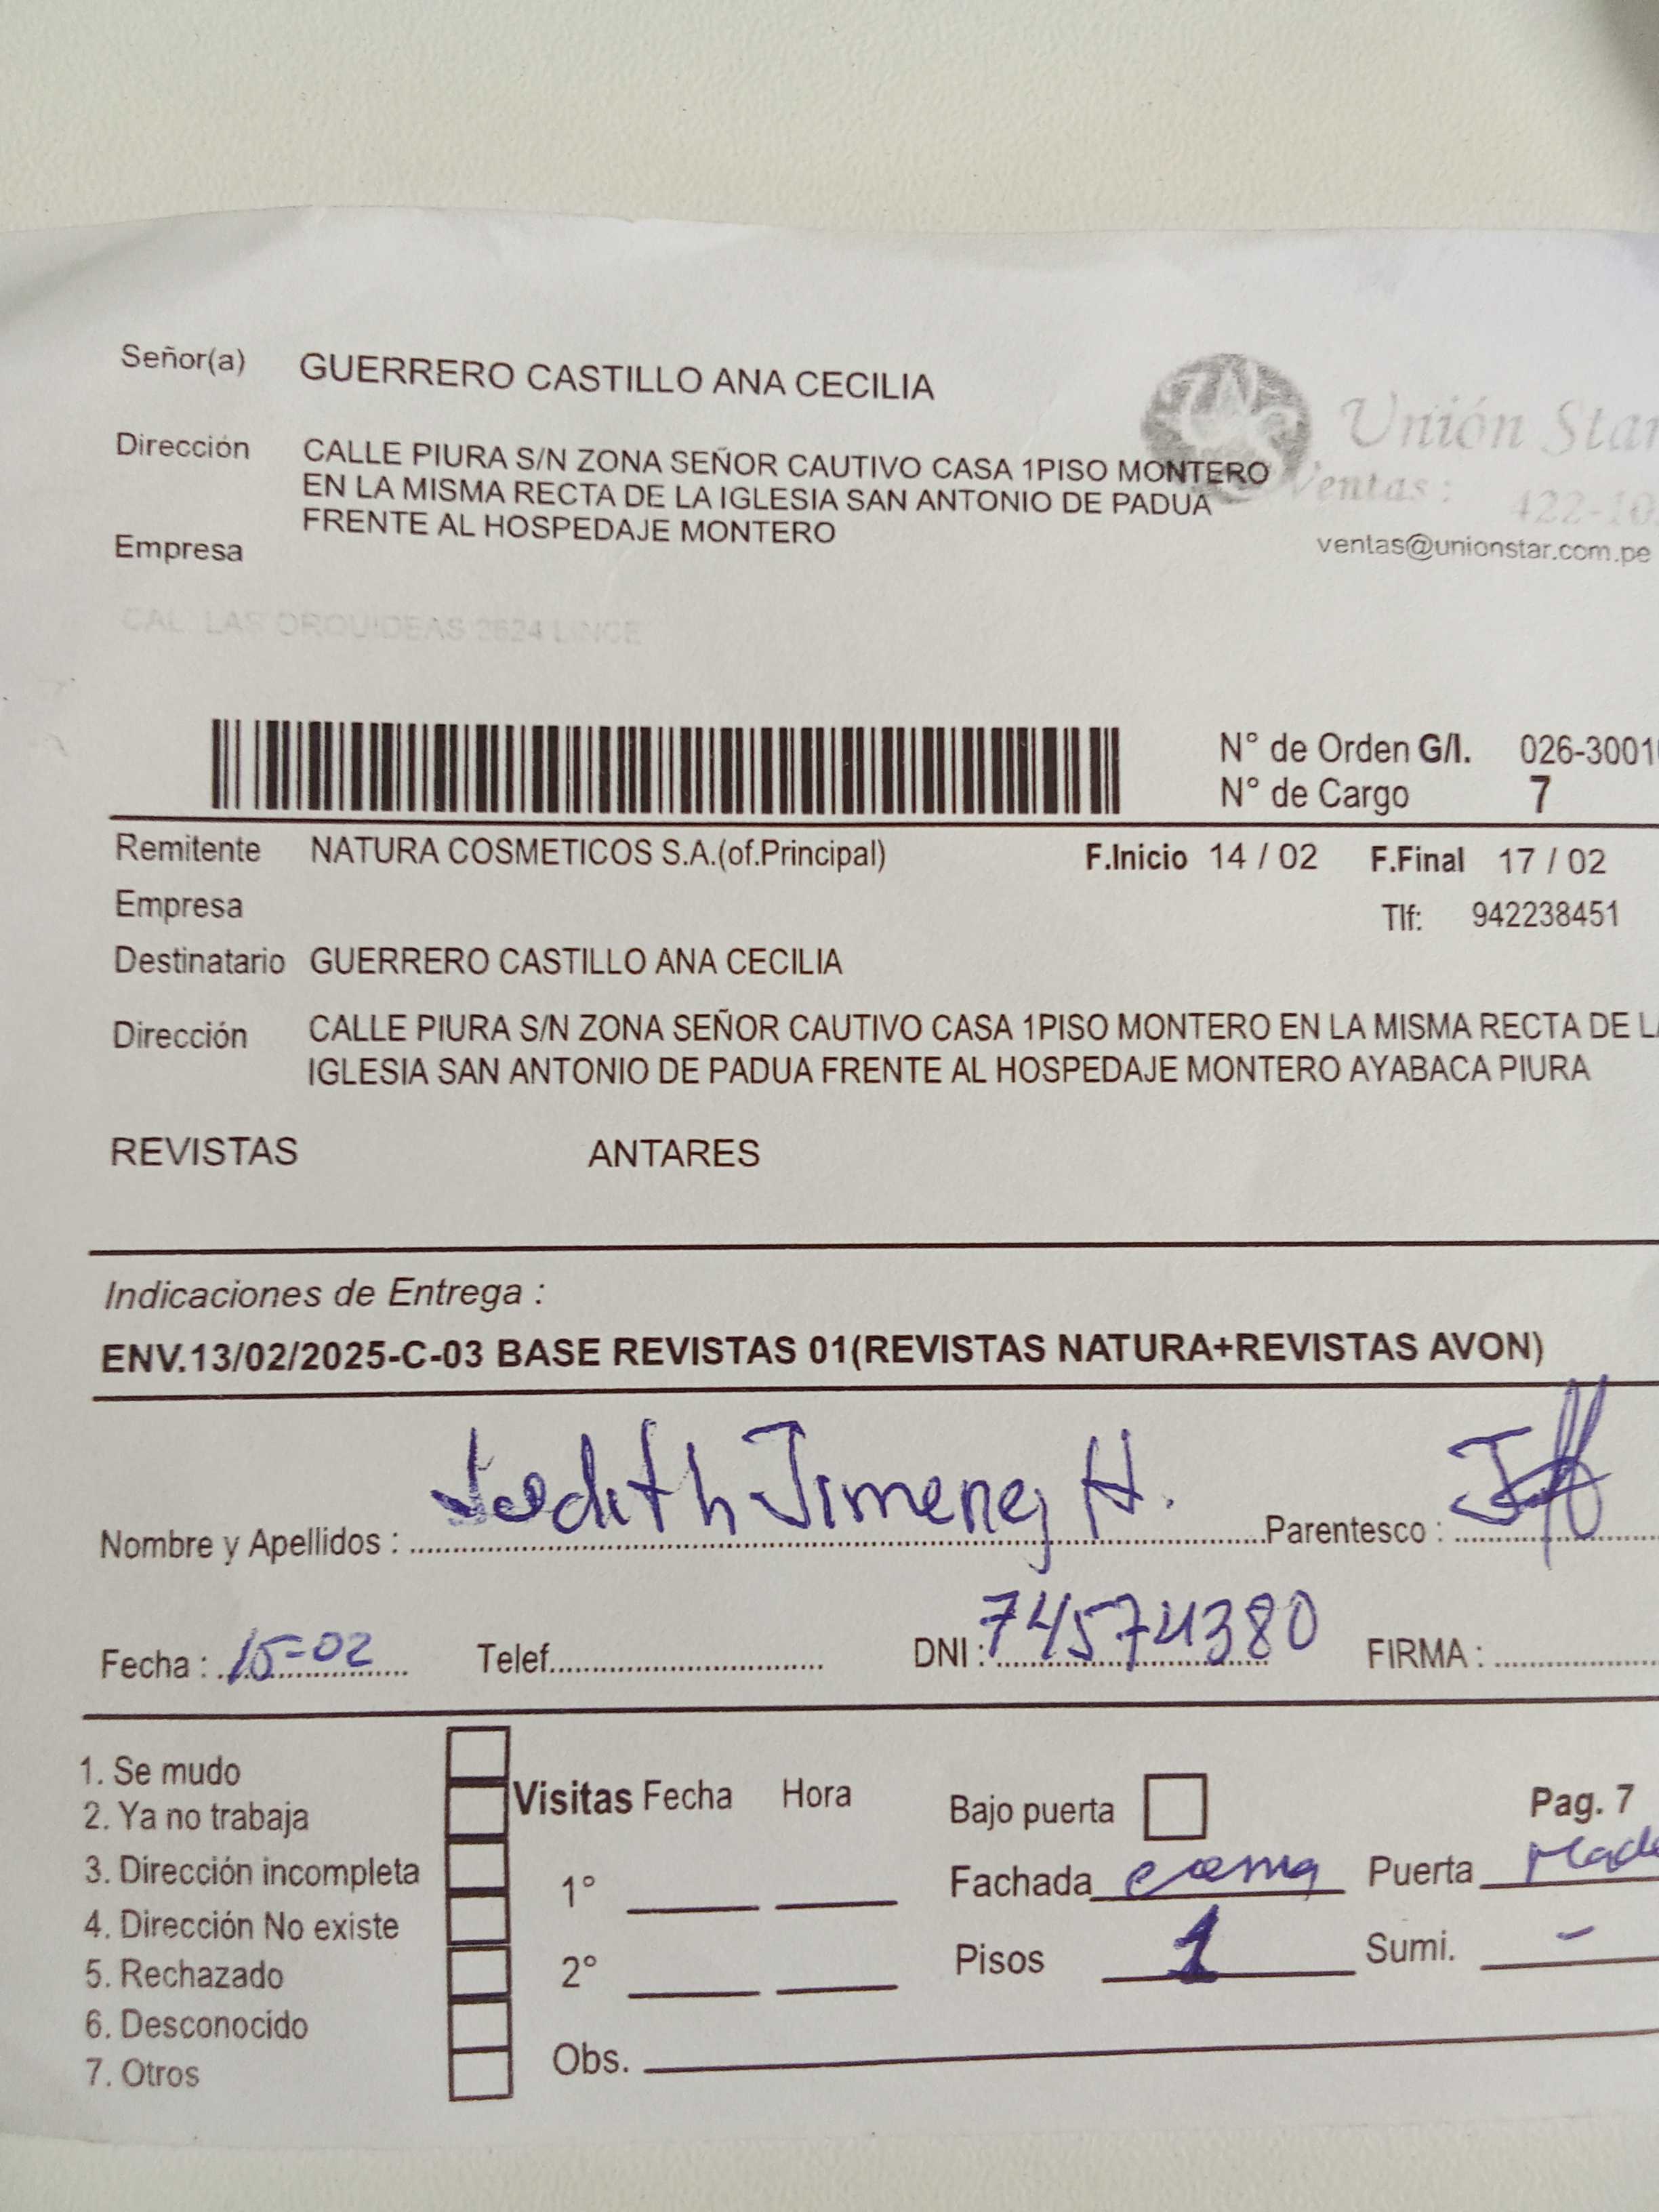 Señor(a) GUERRERO CASTILLO ANA CECILIA
Unión Star
Dirección CALLE PIURA S/N ZONA SEÑOR CAUTIVO CASA 1PISO MONTERO
EN LA MISMA RECTA DE LA IGLESIA SAN ANTONIO DE PADUA
FRENTE AL HOSPEDAJE MONTERO
Ventas : 422-10
Empresa
ventas@unionstar.com.pe
CAL LAS ORQUIDEAS 2624 LINCE
N° de Orden G/I. 026-3001
N° de Cargo 7
Remitente NATURA COSMETICOS S.A.(of.Principal) F.Inicio 14 / 02 F.Final 17 / 02
Empresa Tlf: 942238451
Destinatario GUERRERO CASTILLO ANA CECILIA
Dirección CALLE PIURA S/N ZONA SEÑOR CAUTIVO CASA 1PISO MONTERO EN LA MISMA RECTA DE LA
IGLESIA SAN ANTONIO DE PADUA FRENTE AL HOSPEDAJE MONTERO AYABACA PIURA
REVISTAS ANTARES
Indicaciones de Entrega :
ENV.13/02/2025-C-03 BASE REVISTAS 01(REVISTAS NATURA+REVISTAS AVON)
Nombre y Apellidos : Judith Jimenez H. Parentesco :
Fecha : 15-02 Telef. DNI : 74574380 FIRMA :
1. Se mudo
2. Ya no trabaja
3. Dirección incompleta
4. Dirección No existe
5. Rechazado
6. Desconocido
7. Otros
Visitas Fecha Hora
1°
2°
Obs.
Bajo puerta Pag. 7
Fachada crema Puerta Made
Pisos 1 Sumi. -